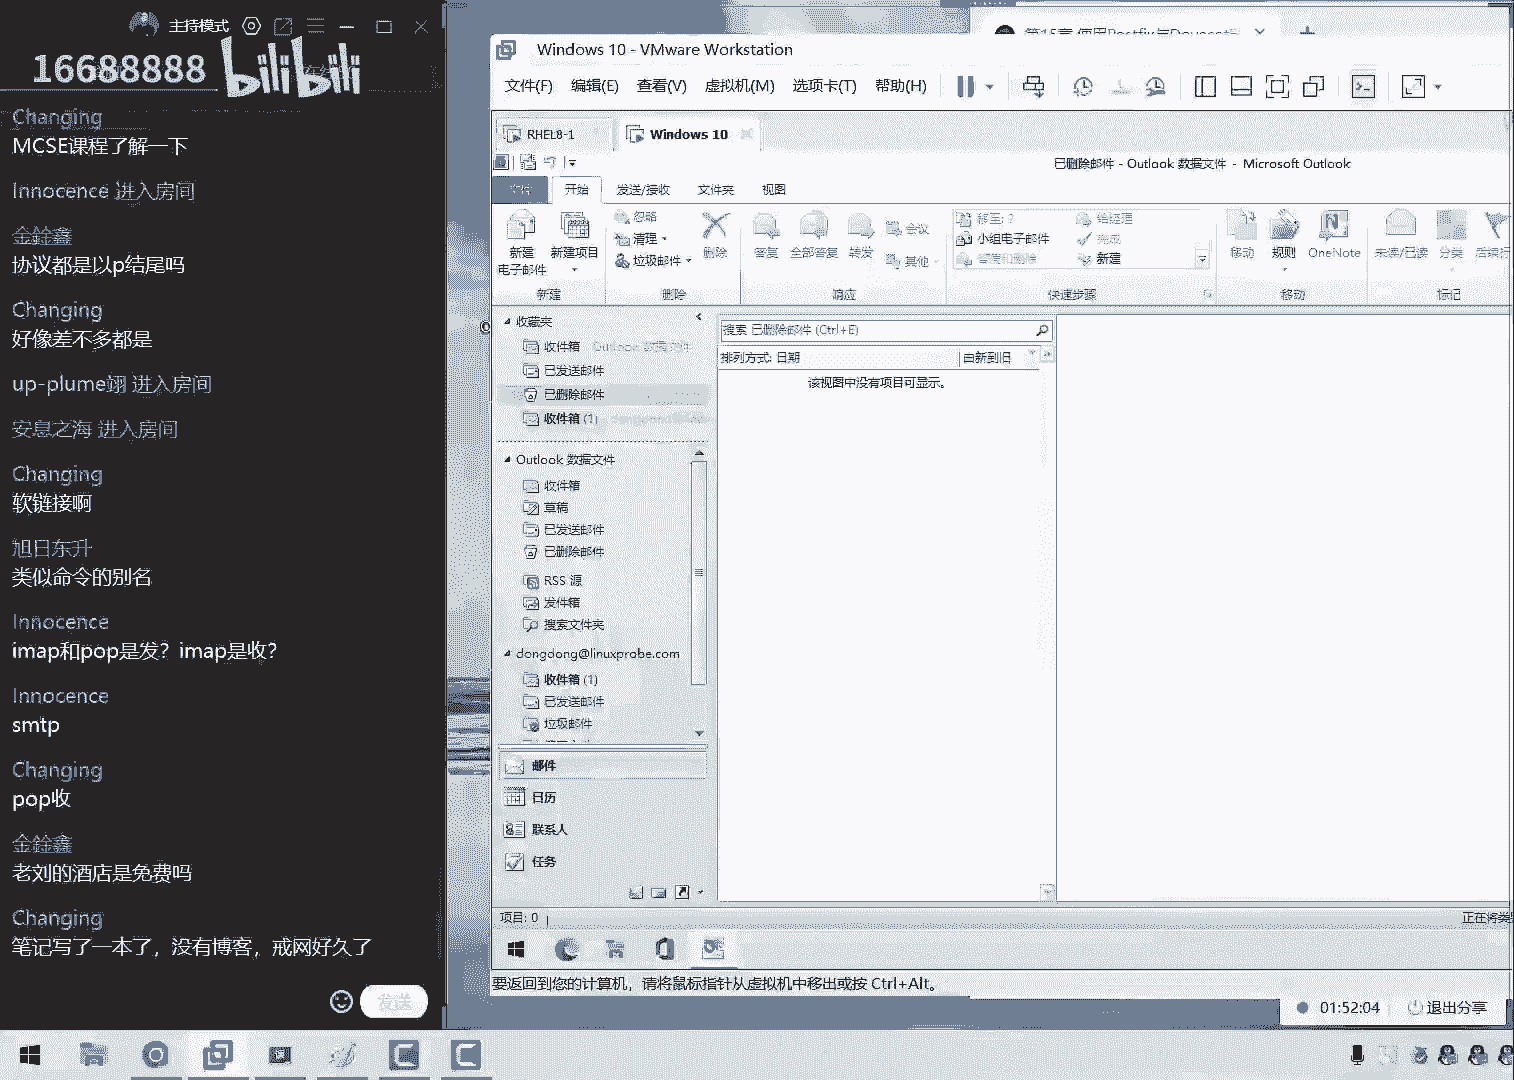 主持模式
16688888 bilibili
Changing
MCSE课程了解一下
Innocence 进入房间
金銓鑫
协议都是以p结尾吗
Changing
好像差不多都是
up-plume翊 进入房间
安息之海 进入房间
Changing
软链接啊
旭日东升
类似命令的别名
Innocence
imap和pop是发？imap是收？
Innocence
smtp
Changing
pop收
金銓鑫
老刘的酒店是免费吗
Changing
笔记写了一本了，没有博客，戒网好久了
发送
Windows 10 - VMware Workstation
文件(F) 编辑(E) 查看(V) 虚拟机(M) 选项卡(T) 帮助(H)
RHEL8-1
Windows 10
已删除邮件 - Outlook 数据文件 - Microsoft Outlook
文件 开始 发送/接收 文件夹 视图
新建
电子邮件
新建项目
新建
忽略
清理
垃圾邮件
删除
删除
答复 全部答复 转发
会议
其他
响应
移至: ?
小组电子邮件
答复和删除
给经理
完成
新建
快速步骤
移动 规则 OneNote
移动
未读/已读 分类
标记
收藏夹
收件箱 Outlook 数据文件
已发送邮件
已删除邮件
收件箱 (1)
Outlook 数据文件
收件箱
草稿
已发送邮件
已删除邮件
RSS 源
发件箱
搜索文件夹
dongdong@linuxprobe.com
收件箱 (1)
已发送邮件
垃圾邮件
邮件
日历
联系人
任务
搜索 已删除邮件 (Ctrl+E)
排列方式: 日期 由新到旧
该视图中没有项目可显示。
项目: 0
要返回到您的计算机，请将鼠标指针从虚拟机中移出或按 Ctrl+Alt。
01:52:04 退出分享